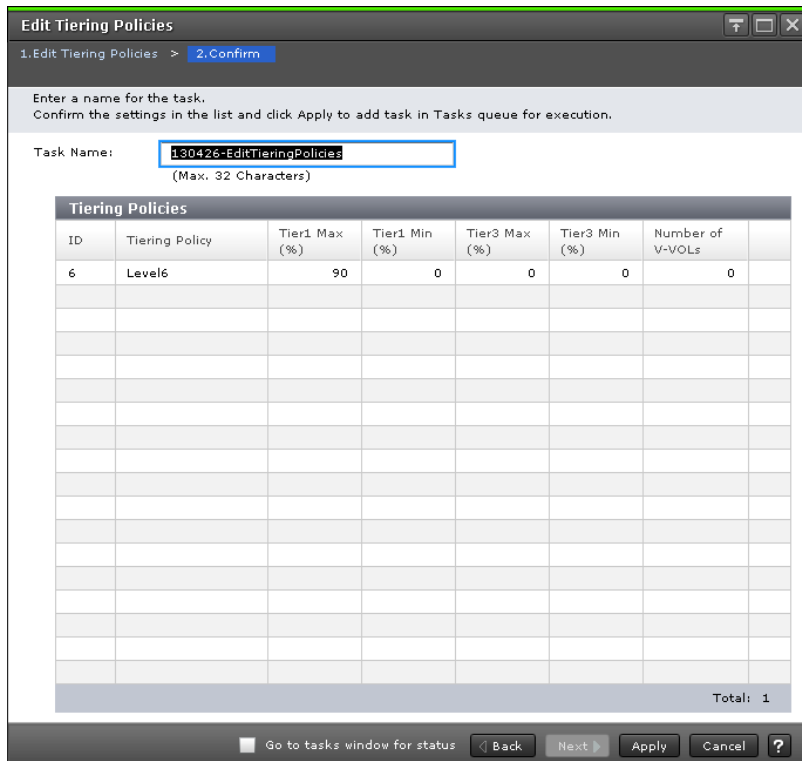 Edit Tiering Policies
1.Edit Tiering Policies > 2.Confirm
Enter a name for the task.
Confirm the settings in the list and click Apply to add task in Tasks queue for execution.
Task Name: 130426-EditTieringPolicies
(Max. 32 Characters)
Tiering Policies
ID Tiering Policy Tier1 Max (%) Tier1 Min (%) Tier3 Max (%) Tier3 Min (%) Number of V-VOLs
6 Level6 90 0 0 0 0
Total: 1
Go to tasks window for status Back Next Apply Cancel ?